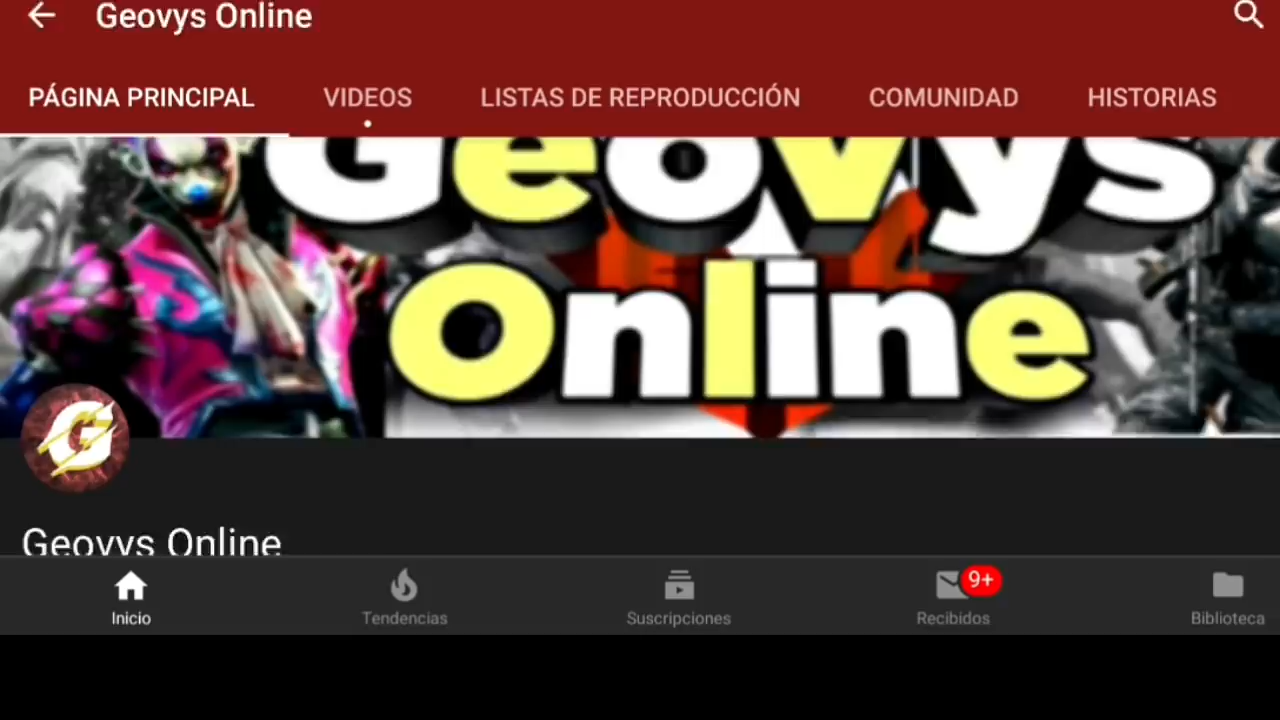 Geovys Online
PÁGINA PRINCIPAL VIDEOS LISTAS DE REPRODUCCIÓN COMUNIDAD HISTORIAS
Geovys
Online
G
Geovys Online
9+
Inicio Tendencias Suscripciones Recibidos Biblioteca